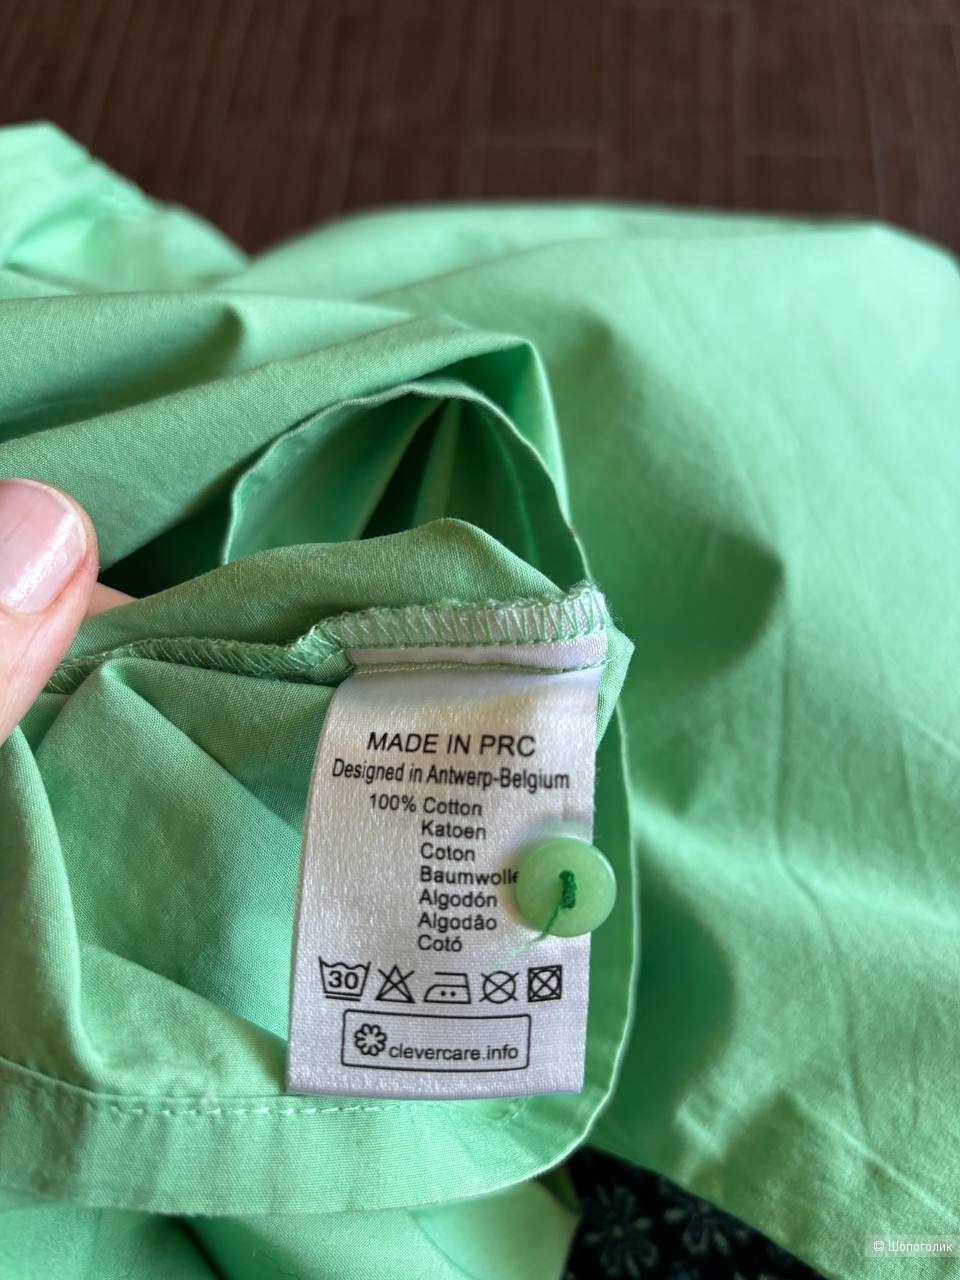 MADE IN PRC
Designed in Antwerp-Belgium
100% Cotton
Katoen
Coton
Baumwolle
Algodón
Algodão
Cotó
30
clevercare.info
© Шопоголик